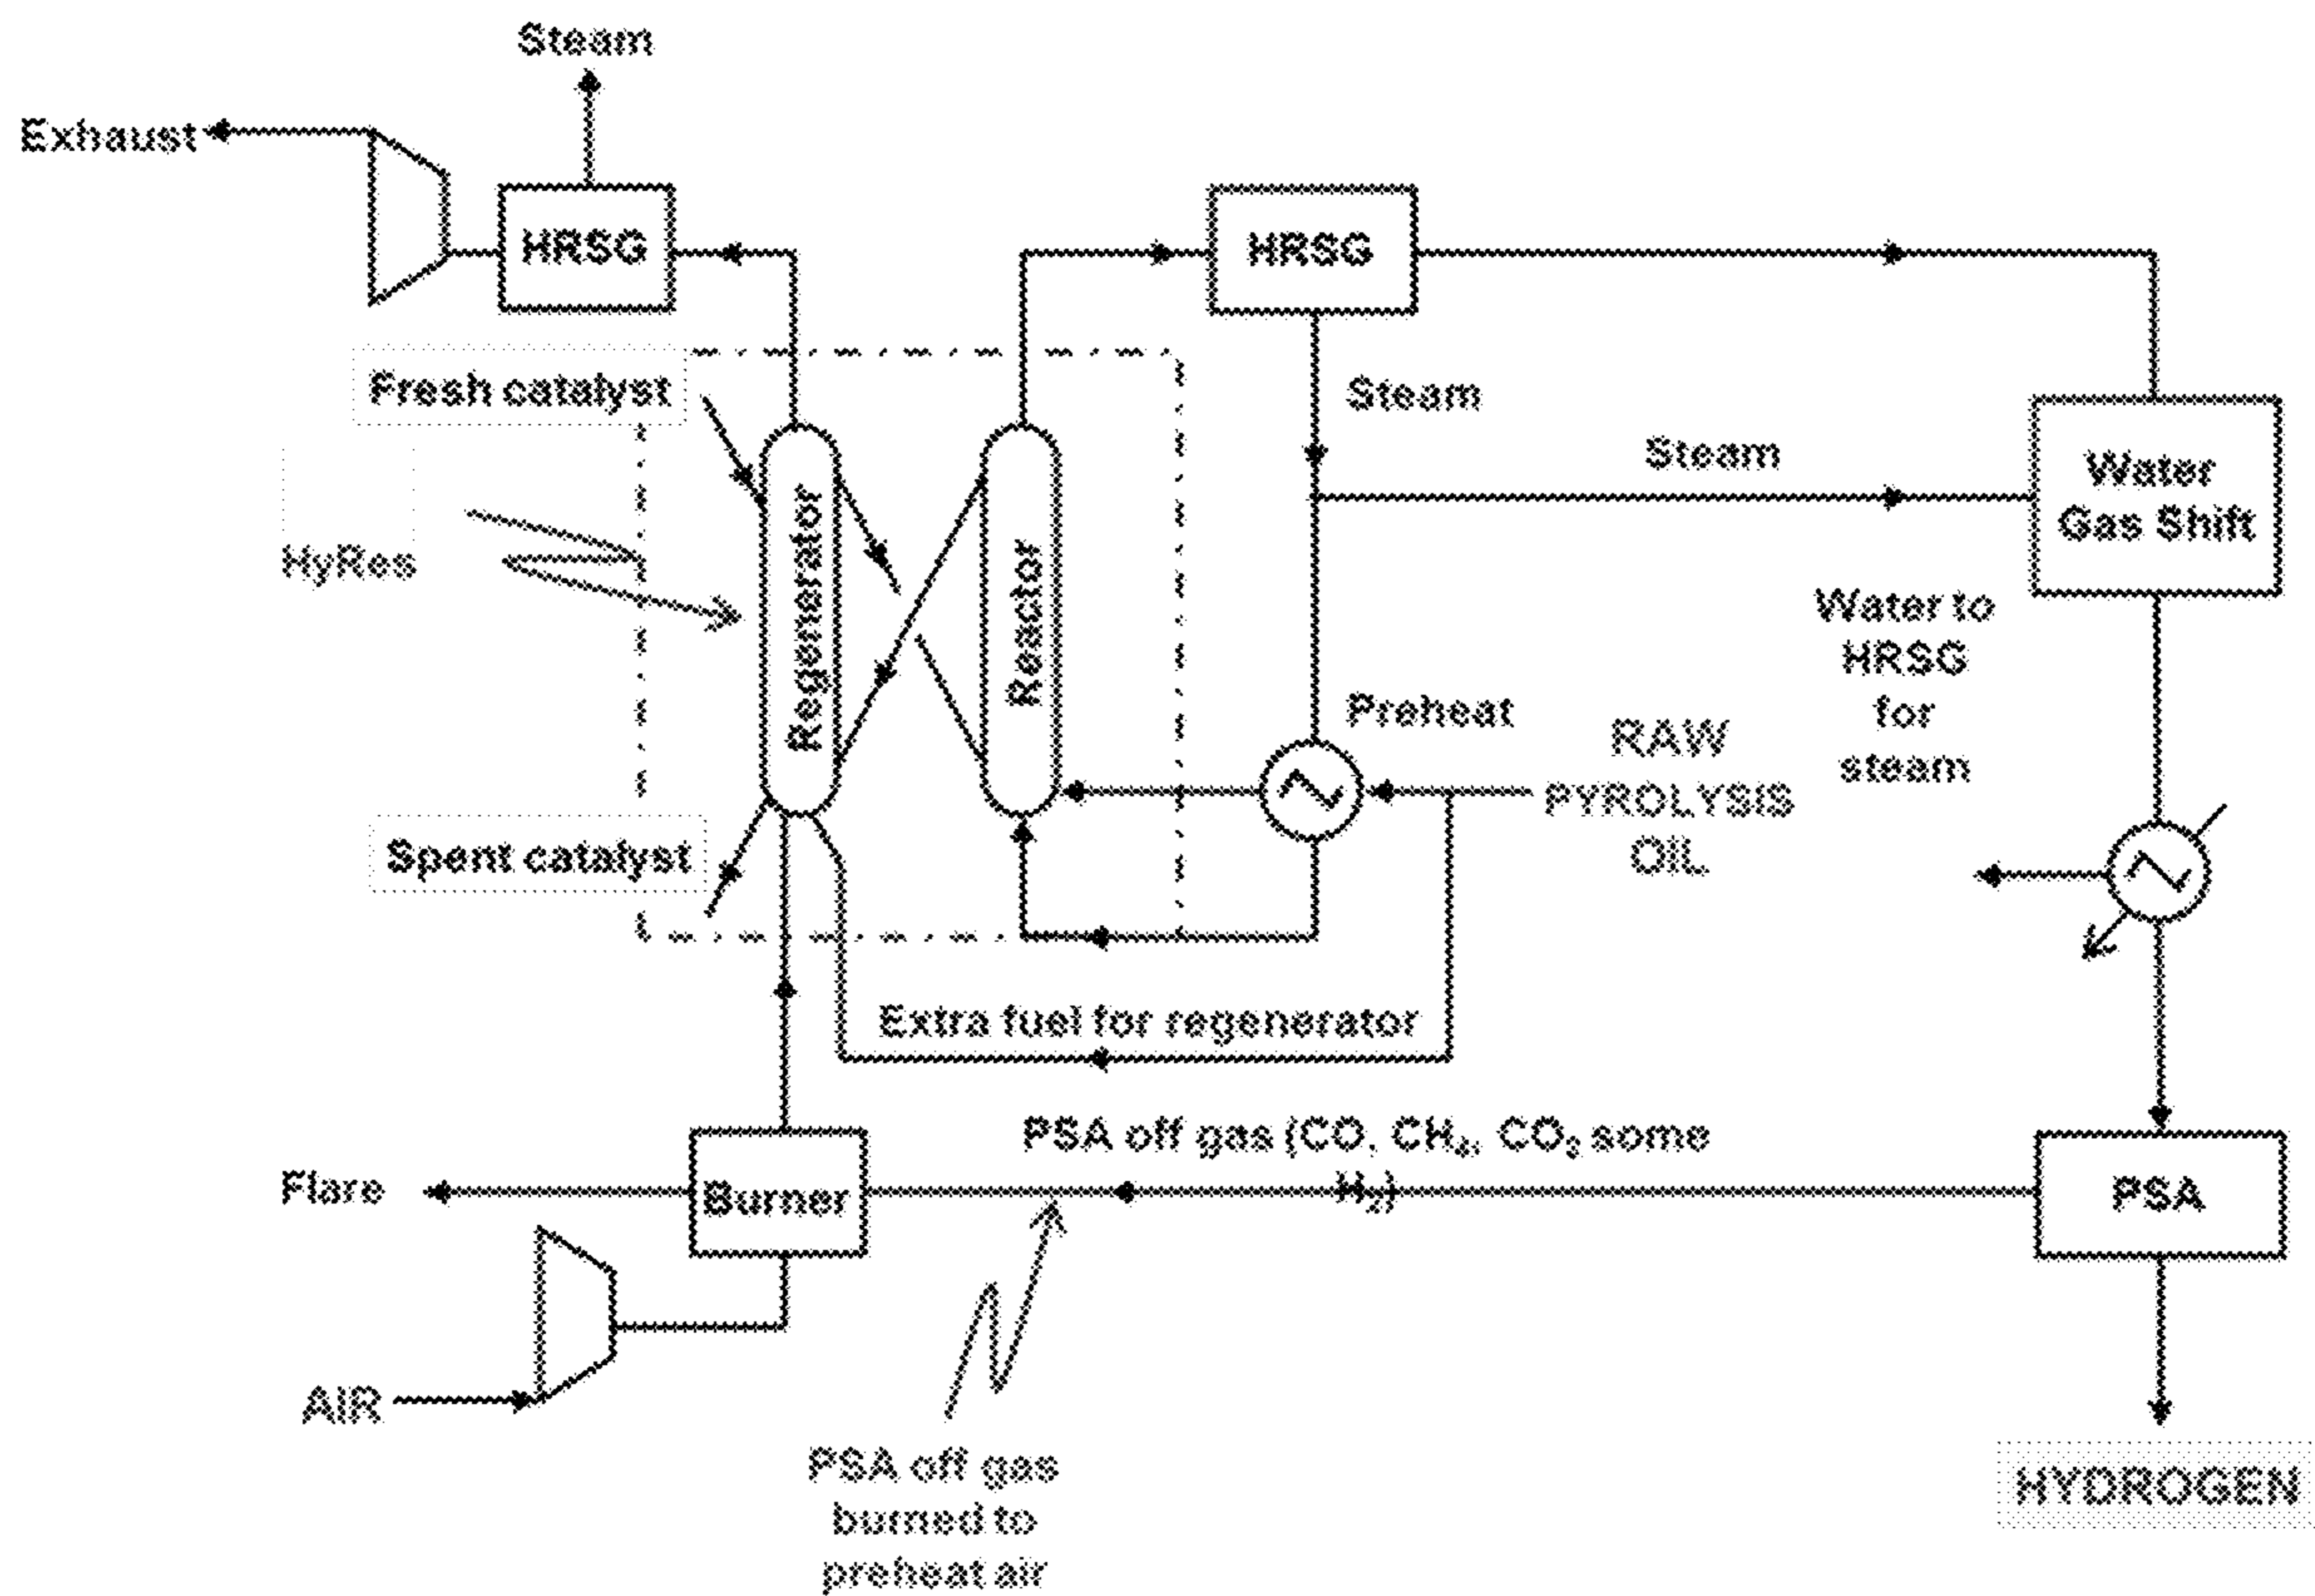 Steam
Exhaust
HRSG
HRSG
Fresh catalyst
Steam
Steam
Water
Gas Shift
HyRes
Regenerator
Reactor
Water to
HRSG
for
steam
Preheat
RAW
PYROLYSIS
OIL
Spent catalyst
Extra fuel for regenerator
PSA off gas (CO, CH₄, CO₂ some
H₂)
Flare
Burner
PSA
AIR
PSA off gas
burned to
preheat air
HYDROGEN